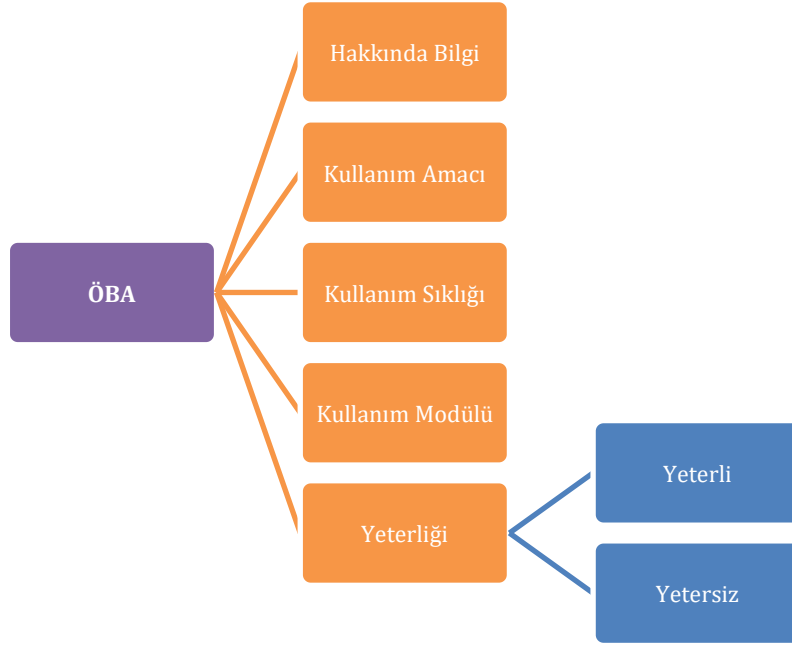 Hakkında Bilgi
Kullanım Amacı
ÖBA
Kullanım Sıklığı
Kullanım Modülü
Yeterliği
Yeterli
Yetersiz